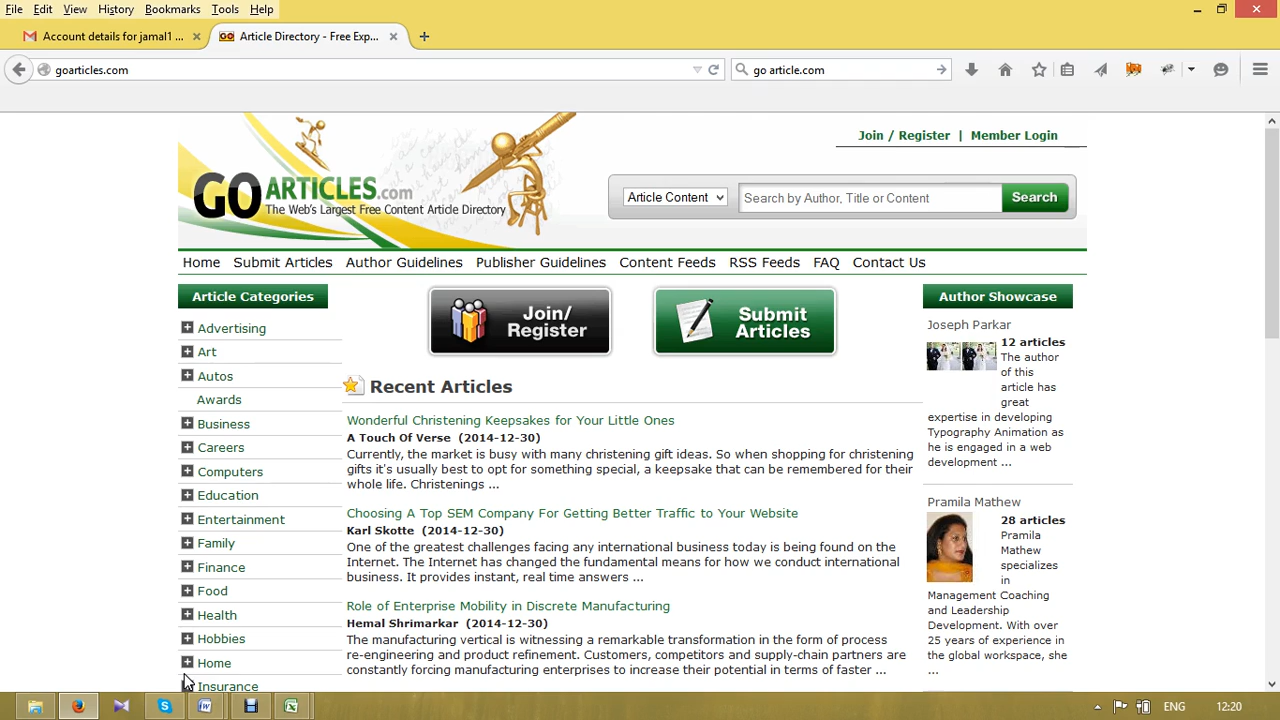 File Edit View History Bookmarks Tools Help
Account details for jamal1 ... Article Directory - Free Exp...
goarticles.com go article.com
Join / Register | Member Login
GOARTICLES.com
The Web's Largest Free Content Article Directory
Article Content Search by Author, Title or Content Search
Home Submit Articles Author Guidelines Publisher Guidelines Content Feeds RSS Feeds FAQ Contact Us
Article Categories
Advertising
Art
Autos
Awards
Business
Careers
Computers
Education
Entertainment
Family
Finance
Food
Health
Hobbies
Home
Insurance
Join/
Register
Submit
Articles
Recent Articles
Wonderful Christening Keepsakes for Your Little Ones
A Touch Of Verse (2014-12-30)
Currently, the market is busy with many christening gift ideas. So when shopping for christening
gifts it's usually best to opt for something special, a keepsake that can be remembered for their
whole life. Christenings ...
Choosing A Top SEM Company For Getting Better Traffic to Your Website
Karl Skotte (2014-12-30)
One of the greatest challenges facing any international business today is being found on the
Internet. The Internet has changed the fundamental means for how we conduct international
business. It provides instant, real time answers ...
Role of Enterprise Mobility in Discrete Manufacturing
Hemal Shrimarkar (2014-12-30)
The manufacturing vertical is witnessing a remarkable transformation in the form of process
re-engineering and product refinement. Customers, competitors and supply-chain partners are
constantly forcing manufacturing enterprises to increase their potential in terms of faster ...
Author Showcase
Joseph Parkar
12 articles
The author
of this
article has
great
expertise in developing
Typography Animation as
he is engaged in a web
development ...
Pramila Mathew
28 articles
Pramila
Mathew
specializes
in
Management Coaching
and Leadership
Development. With over
25 years of experience in
the global workspace, she
...
ENG 12:20